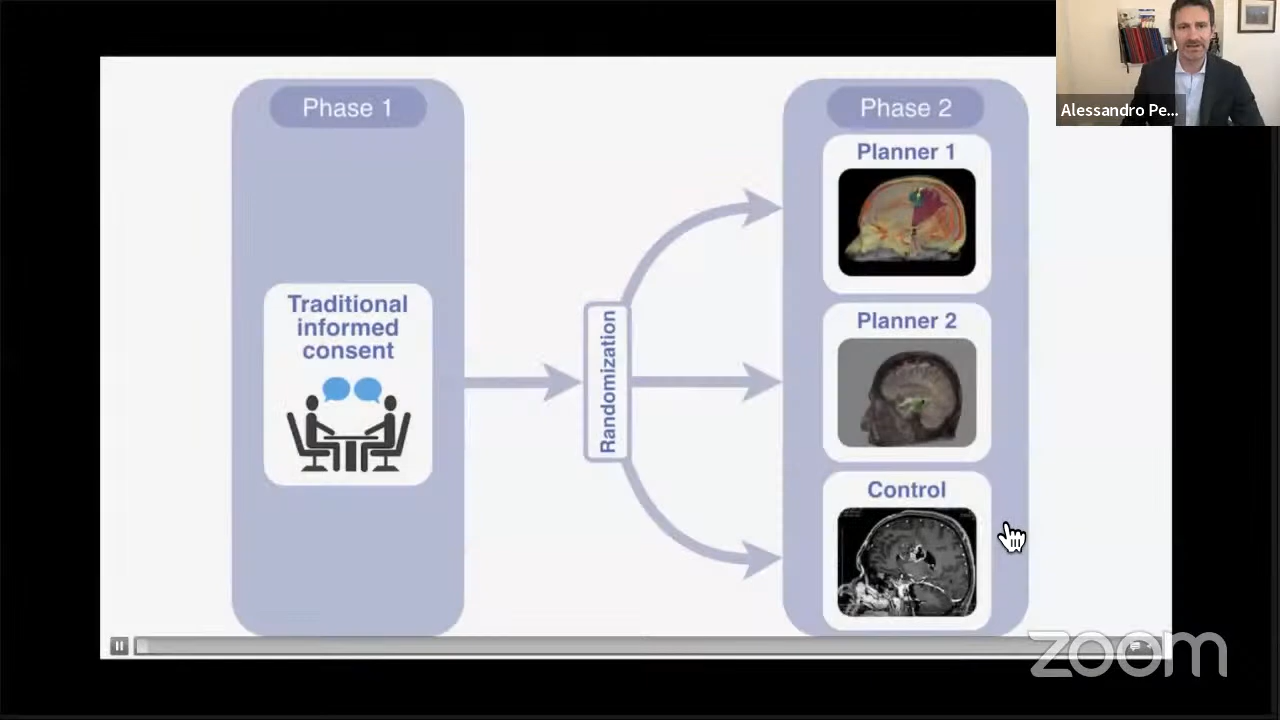 Phase 1
Traditional
informed
consent
Randomization
Phase 2
Planner 1
Planner 2
Control
Alessandro Pe...
zoom